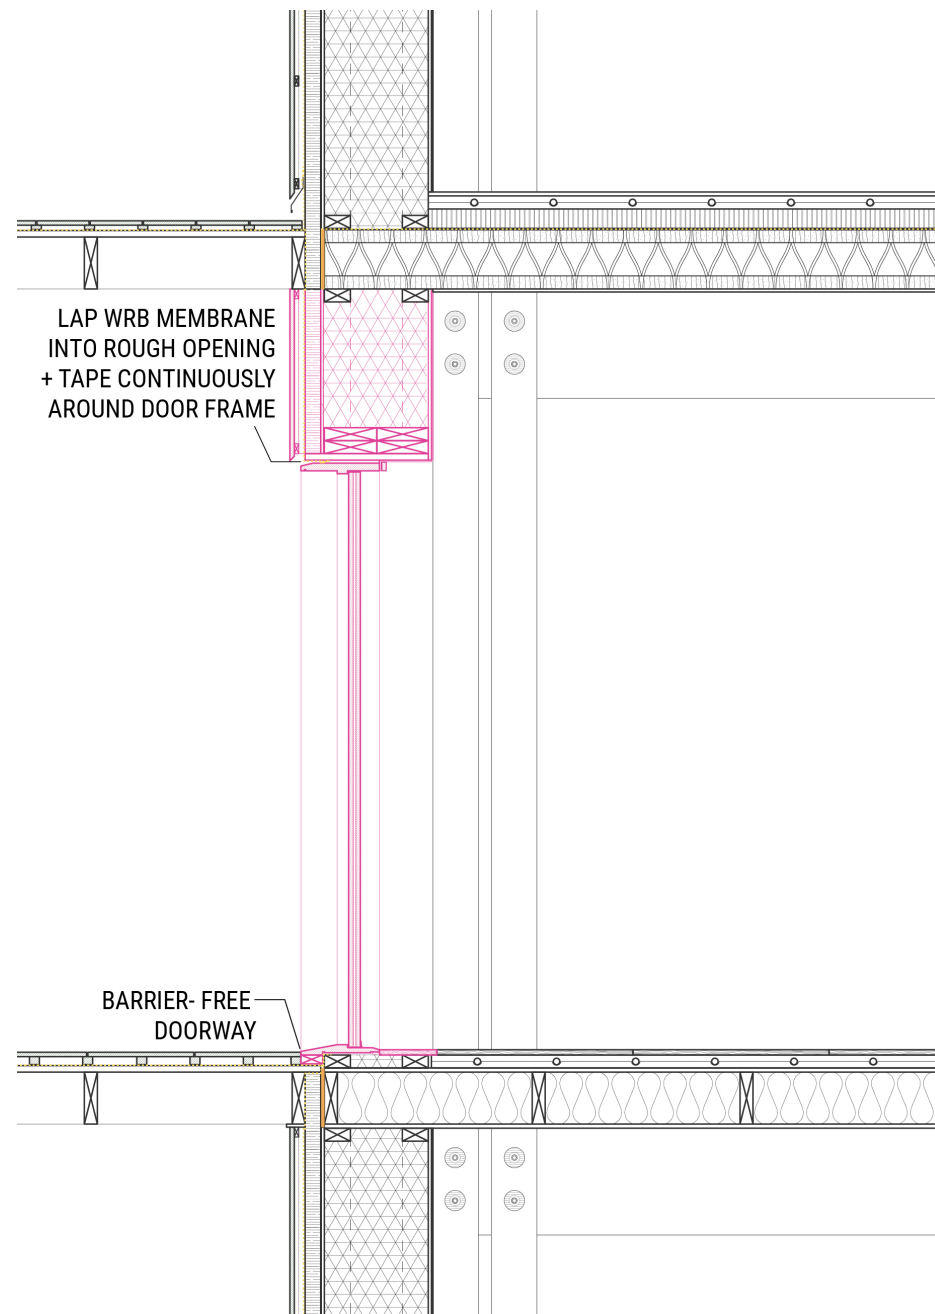 LAP WRB MEMBRANE
INTO ROUGH OPENING
+ TAPE CONTINUOUSLY
AROUND DOOR FRAME
BARRIER- FREE
DOORWAY